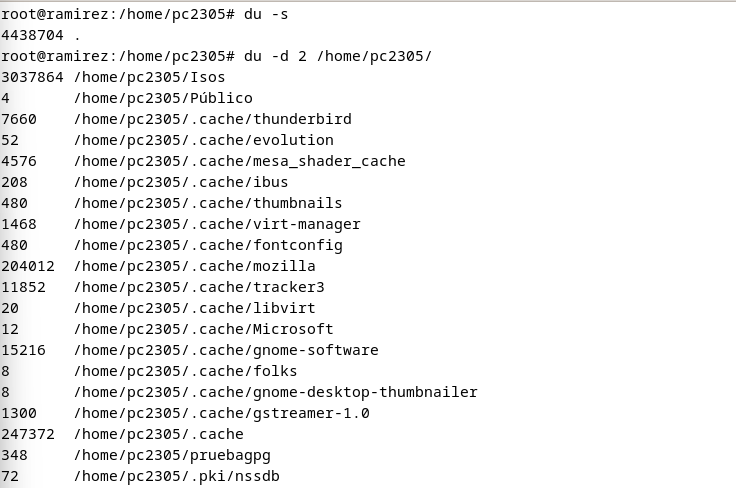 root@ramirez:/home/pc2305# du -s
4438704 .
root@ramirez:/home/pc2305# du -d 2 /home/pc2305/
3037864 /home/pc2305/Isos
4       /home/pc2305/Público
7660    /home/pc2305/.cache/thunderbird
52      /home/pc2305/.cache/evolution
4576    /home/pc2305/.cache/mesa_shader_cache
208     /home/pc2305/.cache/ibus
480     /home/pc2305/.cache/thumbnails
1468    /home/pc2305/.cache/virt-manager
480     /home/pc2305/.cache/fontconfig
204012  /home/pc2305/.cache/mozilla
11852   /home/pc2305/.cache/tracker3
20      /home/pc2305/.cache/libvirt
12      /home/pc2305/.cache/Microsoft
15216   /home/pc2305/.cache/gnome-software
8       /home/pc2305/.cache/folks
8       /home/pc2305/.cache/gnome-desktop-thumbnailer
1300    /home/pc2305/.cache/gstreamer-1.0
247372  /home/pc2305/.cache
348     /home/pc2305/pruebagpg
72      /home/pc2305/.pki/nssdb